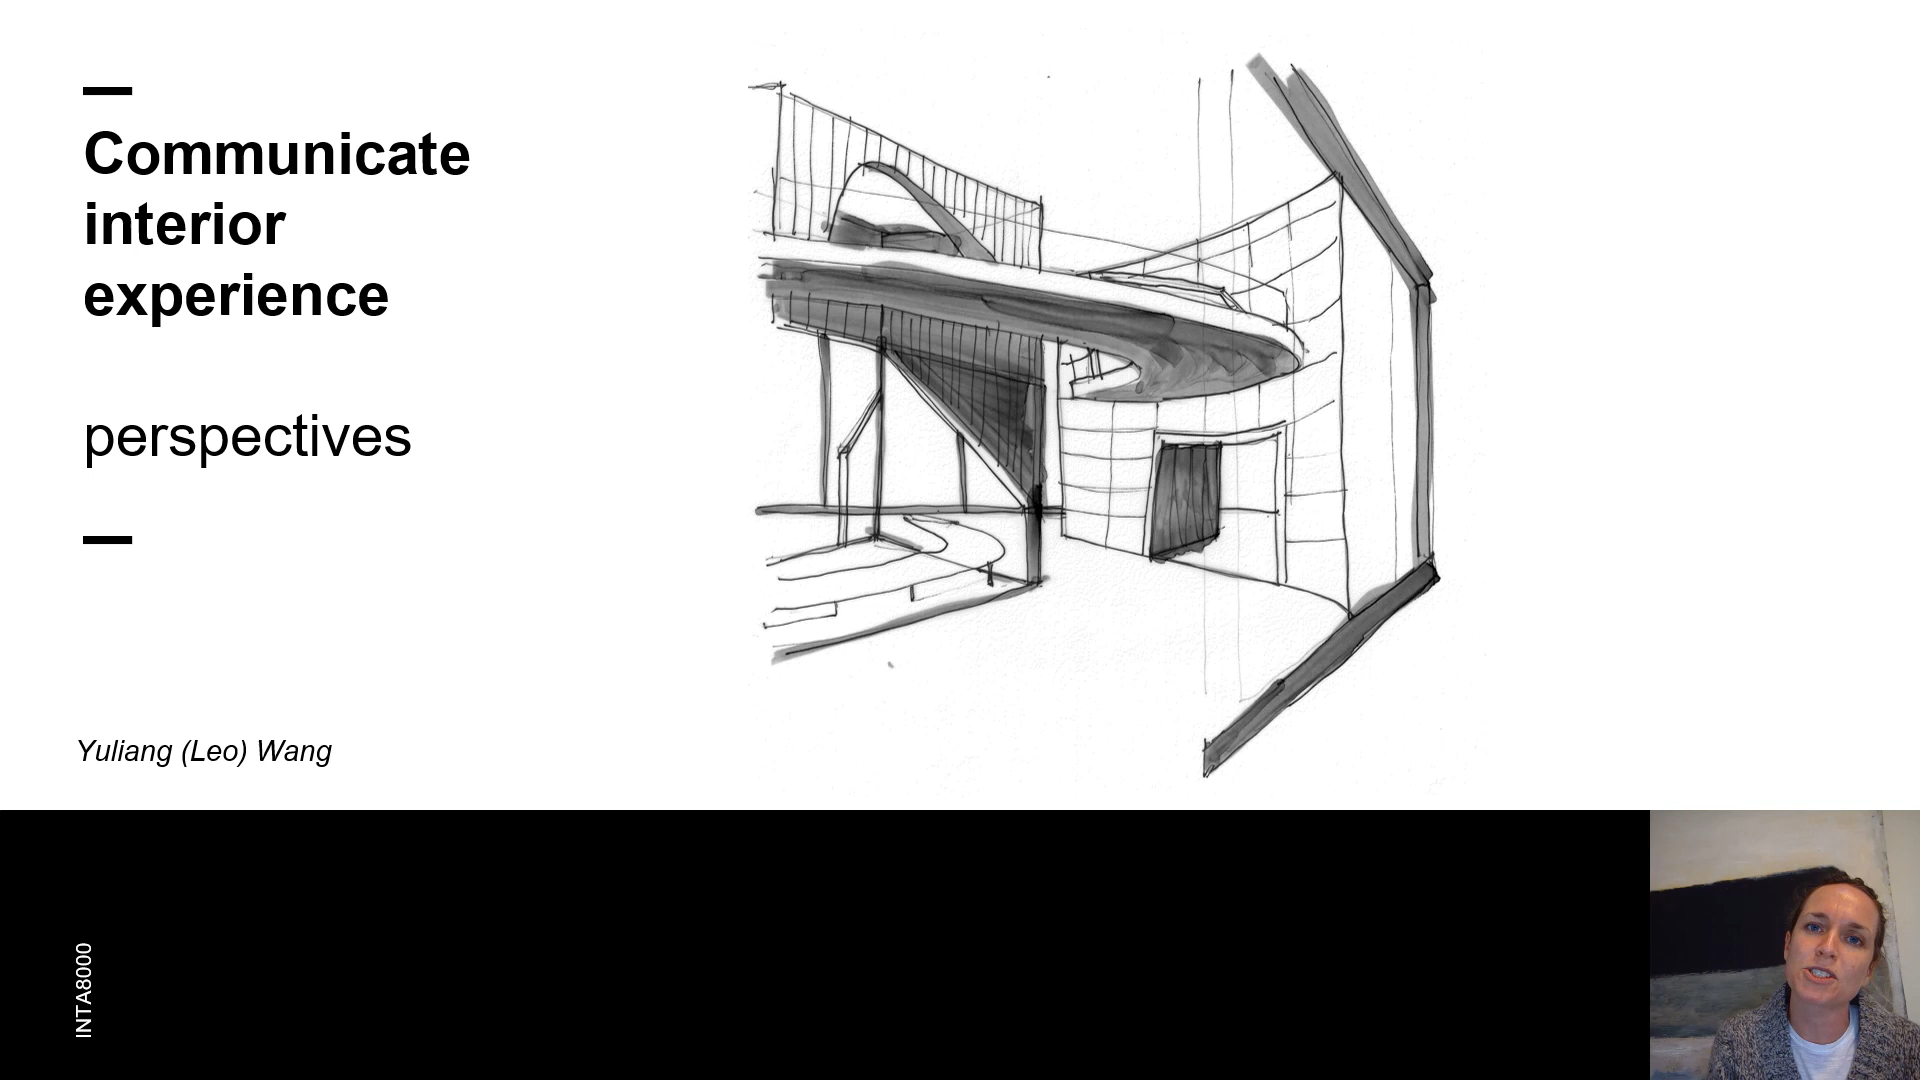 Communicate
interior
experience
perspectives
Yuliang (Leo) Wang
INTA8000